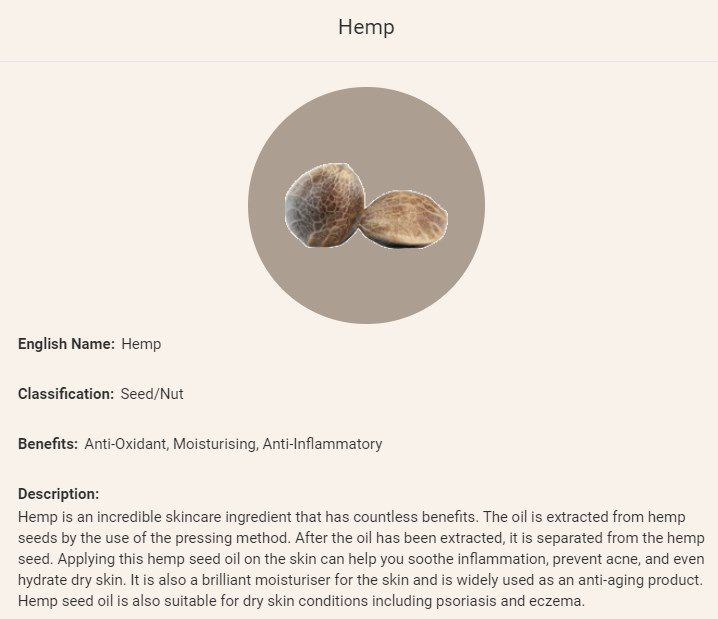 Hemp
English Name: Hemp
Classification: Seed/Nut
Benefits: Anti-Oxidant, Moisturising, Anti-Inflammatory
Description:
Hemp is an incredible skincare ingredient that has countless benefits. The oil is extracted from hemp
seeds by the use of the pressing method. After the oil has been extracted, it is separated from the hemp
seed. Applying this hemp seed oil on the skin can help you soothe inflammation, prevent acne, and even
hydrate dry skin. It is also a brilliant moisturiser for the skin and is widely used as an anti-aging product.
Hemp seed oil is also suitable for dry skin conditions including psoriasis and eczema.